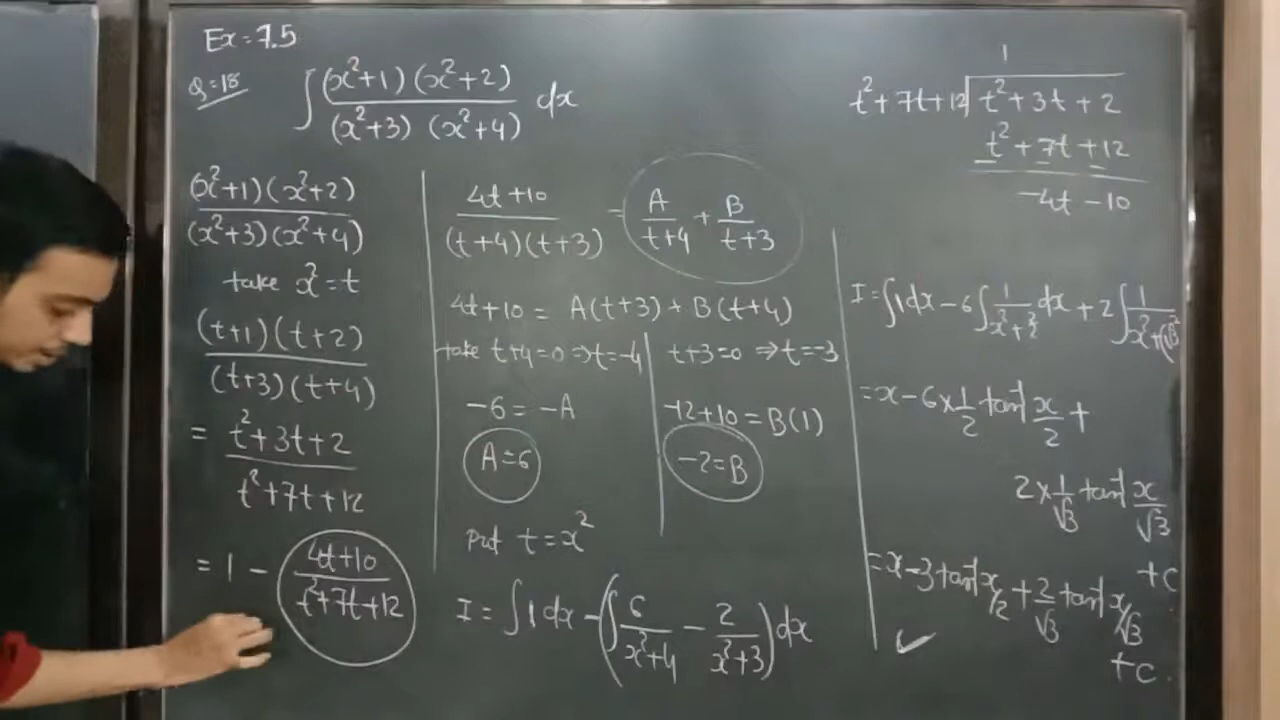 Ex=7.5
Q=18 ∫ (x²+1)(x²+2) / (x²+3)(x²+4) dx
(x²+1)(x²+2) / (x²+3)(x²+4)
take x²=t
(t+1)(t+2) / (t+3)(t+4)
= t²+3t+2 / t²+7t+12
= 1 - 4t+10 / t²+7t+12
4t+10 / (t+4)(t+3) = A/t+4 + B/t+3
4t+10 = A(t+3) + B(t+4)
take t+4=0 ⇒ t=-4
-6 = -A
A=6
t+3=0 ⇒ t=-3
-12+10 = B(1)
-2=B
Put t=x²
I = ∫1dx - ∫(6/x²+4 - 2/x²+3)dx
1
t²+7t+12 t²+3t+2
t²+7t+12
-4t-10
I=∫1dx - 6∫1/x²+2² dx + 2∫1/x²+(√3)²
=x-6×1/2 tan⁻¹ x/2 +
2×1/√3 tan⁻¹ x/√3
+c
=x-3tan⁻¹x/2 + 2/√3 tan⁻¹x/√3
+c.